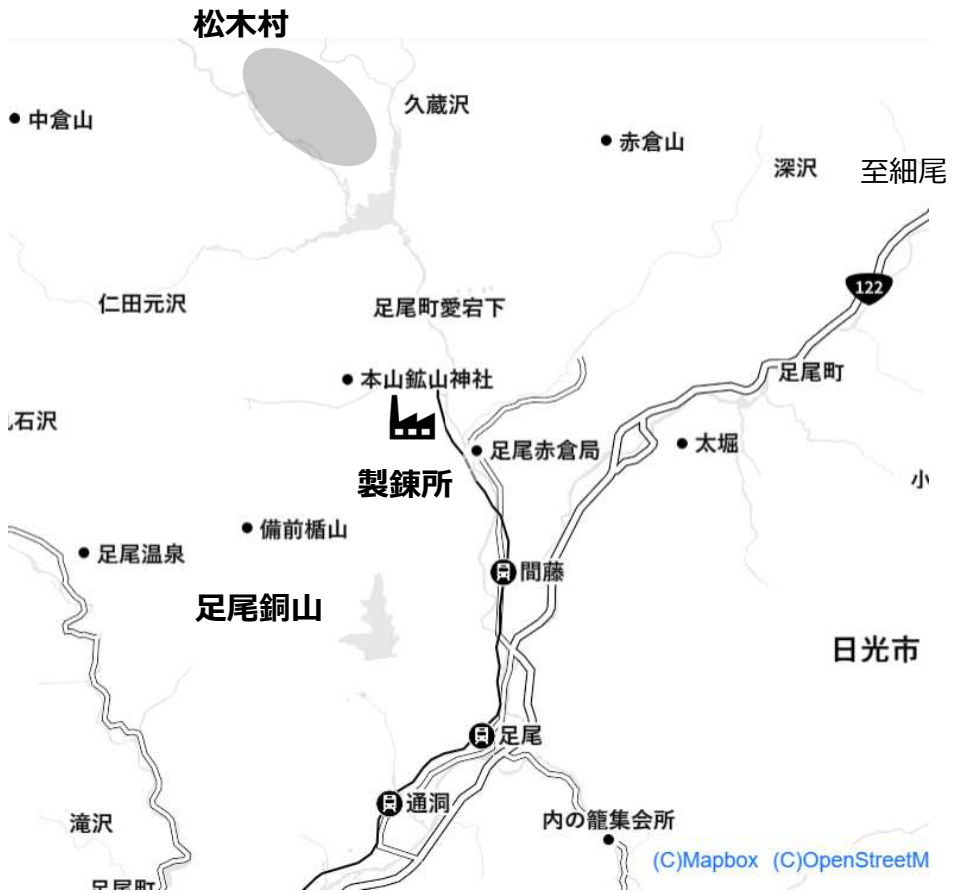 松木村
久蔵沢
中倉山
赤倉山
深沢
至細尾
122
仁田元沢
足尾町愛宕下
足尾町
本山鉱山神社
石沢
太堀
足尾赤倉局
製錬所
小
備前楯山
足尾温泉
間藤
足尾銅山
日光市
足尾
通洞
滝沢
内の籠集会所
(C)Mapbox (C)OpenStreetM
足尾町